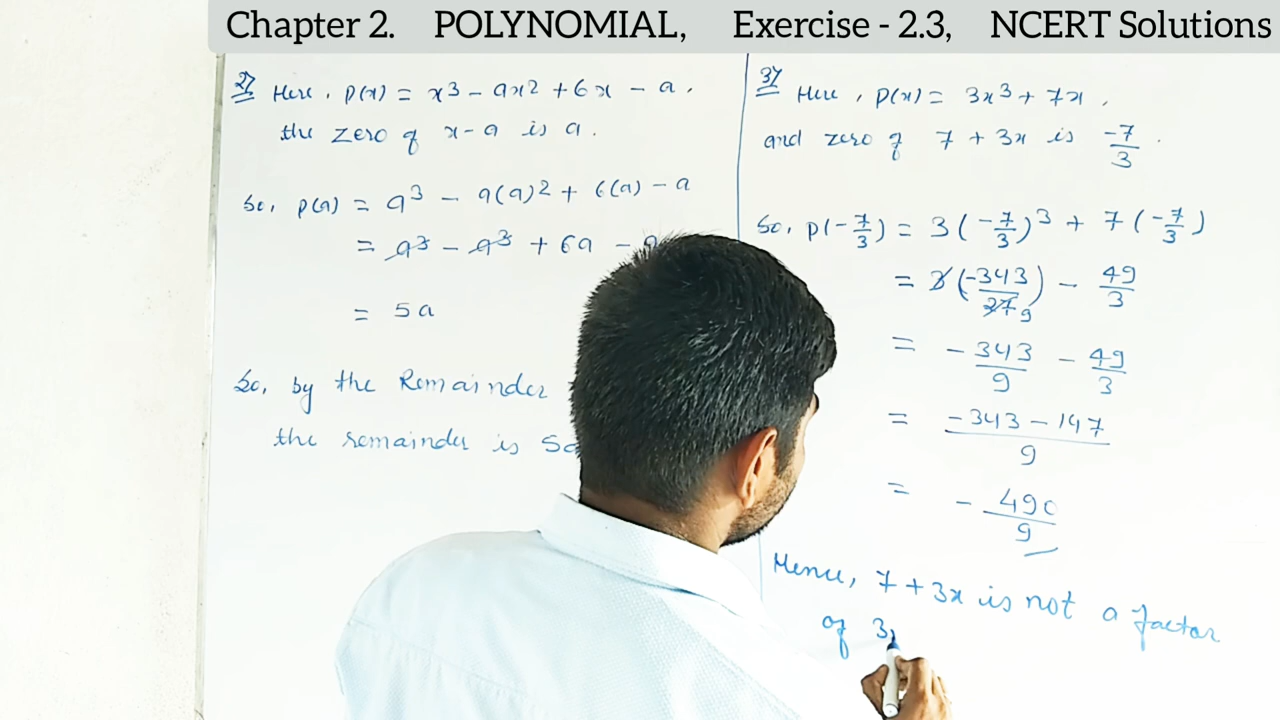 Chapter 2. POLYNOMIAL, Exercise - 2.3, NCERT Solutions
2) Here, p(x) = x³ - ax² + 6x - a.
the zero of x-a is a.
So, p(a) = a³ - a(a)² + 6(a) - a
= a³ - a³ + 6a -
= 5a
So, by the Remainder
the remainder is 5a
3) Here, p(x) = 3x³ + 7x,
and zero of 7 + 3x is -7/3.
So, p(-7/3) = 3(-7/3)³ + 7(-7/3)
= 3(-343/27 9) - 49/3
= -343/9 - 49/3
= -343-147/9
= -490/9
Hence, 7+3x is not a factor
of 3